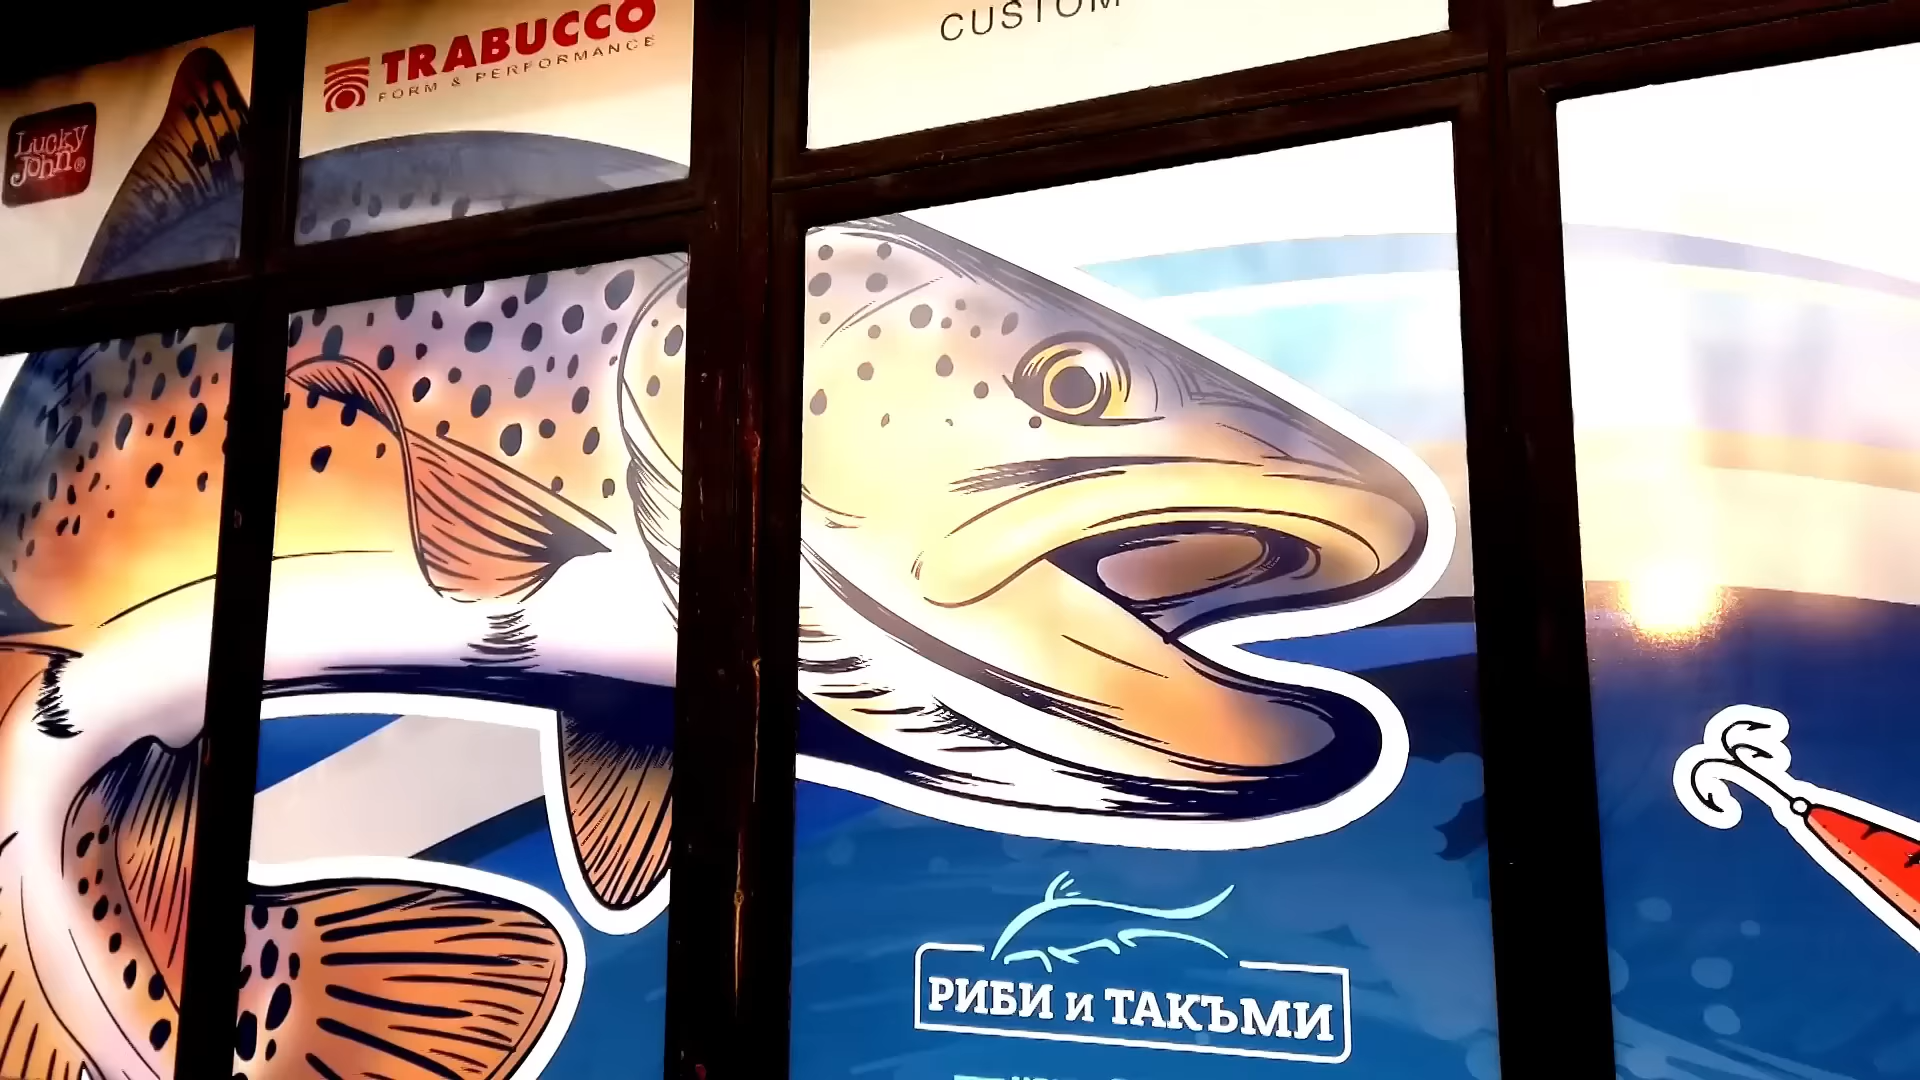 Lucky
John®
TRABUCCO
FORM & PERFORMANCE
CUSTOM
РИБИ и ТАКЪМИ